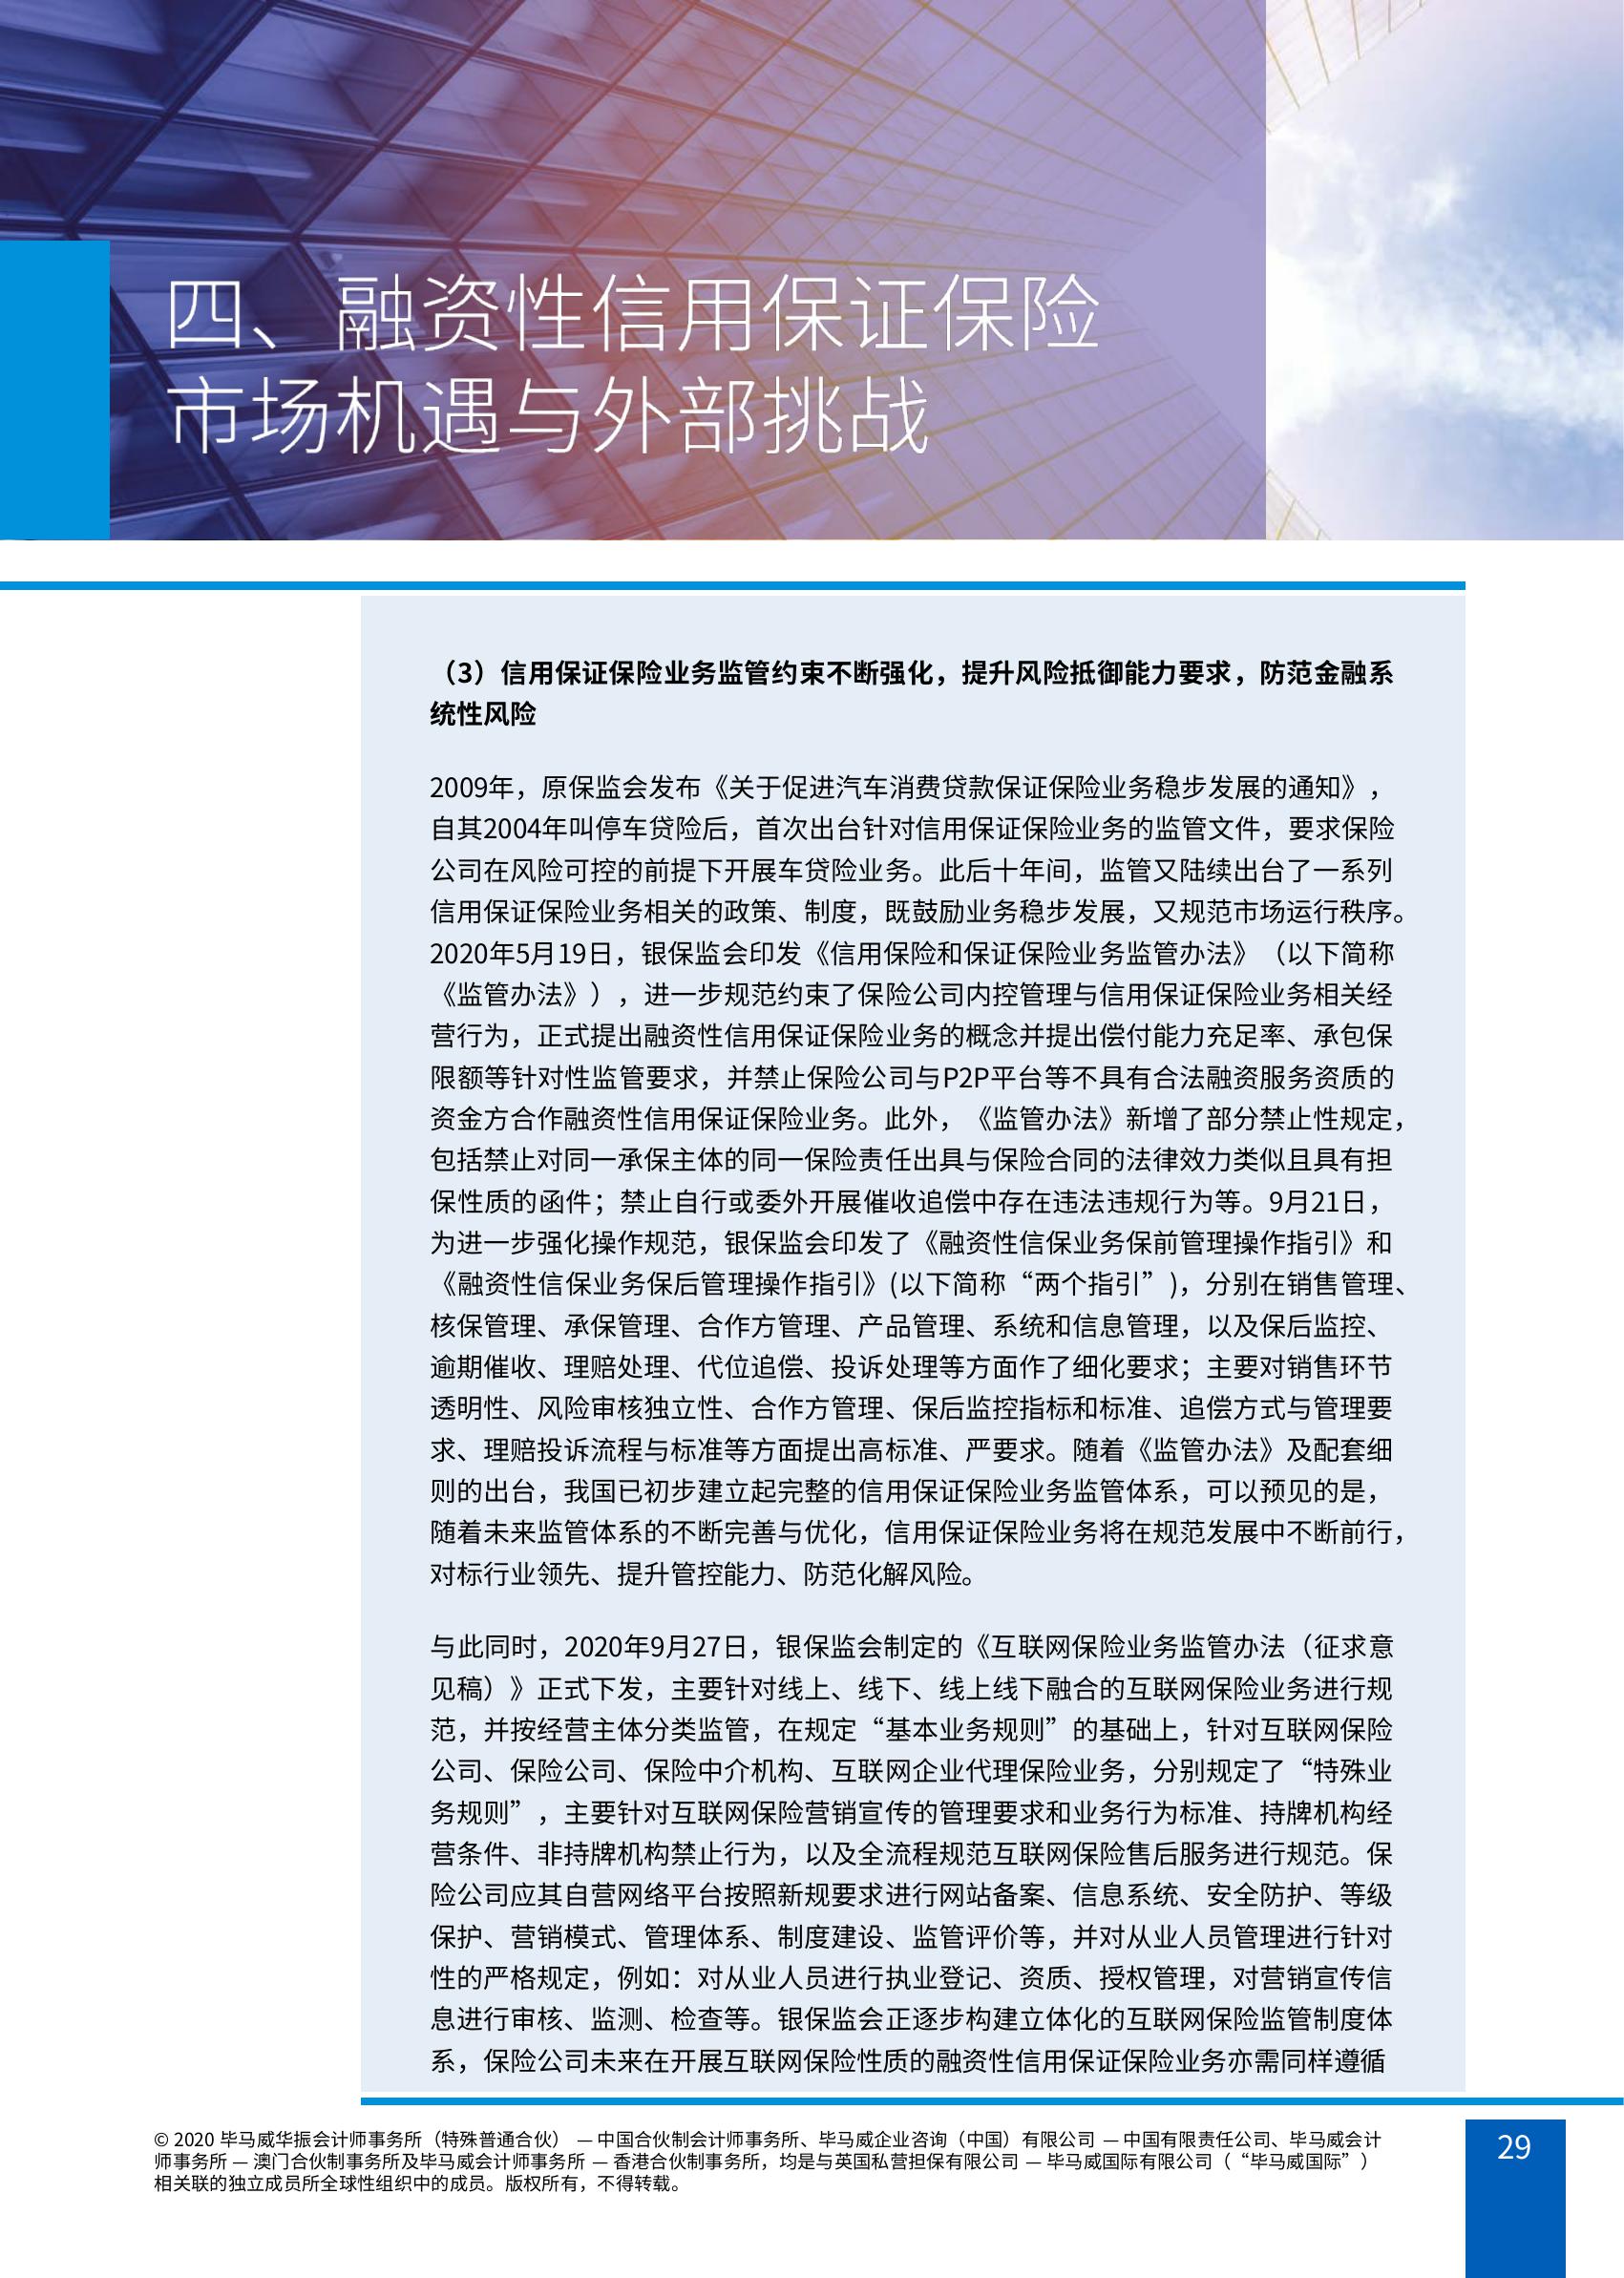 四、融资性信用保证保险
市场机遇与外部挑战
（3）信用保证保险业务监管约束不断强化，提升风险抵御能力要求，防范金融系
统性风险
2009年，原保监会发布《关于促进汽车消费贷款保证保险业务稳步发展的通知》，
自其2004年叫停车贷险后，首次出台针对信用保证保险业务的监管文件，要求保险
公司在风险可控的前提下开展车贷险业务。此后十年间，监管又陆续出台了一系列
信用保证保险业务相关的政策、制度，既鼓励业务稳步发展，又规范市场运行秩序。
2020年5月19日，银保监会印发《信用保险和保证保险业务监管办法》（以下简称
《监管办法》），进一步规范约束了保险公司内控管理与信用保证保险业务相关经
营行为，正式提出融资性信用保证保险业务的概念并提出偿付能力充足率、承包保
限额等针对性监管要求，并禁止保险公司与P2P平台等不具有合法融资服务资质的
资金方合作融资性信用保证保险业务。此外，《监管办法》新增了部分禁止性规定，
包括禁止对同一承保主体的同一保险责任出具与保险合同的法律效力类似且具有担
保性质的函件；禁止自行或委外开展催收追偿中存在违法违规行为等。9月21日，
为进一步强化操作规范，银保监会印发了《融资性信保业务保前管理操作指引》和
《融资性信保业务保后管理操作指引》(以下简称“两个指引”)，分别在销售管理、
核保管理、承保管理、合作方管理、产品管理、系统和信息管理，以及保后监控、
逾期催收、理赔处理、代位追偿、投诉处理等方面作了细化要求；主要对销售环节
透明性、风险审核独立性、合作方管理、保后监控指标和标准、追偿方式与管理要
求、理赔投诉流程与标准等方面提出高标准、严要求。随着《监管办法》及配套细
则的出台，我国已初步建立起完整的信用保证保险业务监管体系，可以预见的是，
随着未来监管体系的不断完善与优化，信用保证保险业务将在规范发展中不断前行，
对标行业领先、提升管控能力、防范化解风险。
与此同时，2020年9月27日，银保监会制定的《互联网保险业务监管办法（征求意
见稿）》正式下发，主要针对线上、线下、线上线下融合的互联网保险业务进行规
范，并按经营主体分类监管，在规定“基本业务规则”的基础上，针对互联网保险
公司、保险公司、保险中介机构、互联网企业代理保险业务，分别规定了“特殊业
务规则”，主要针对互联网保险营销宣传的管理要求和业务行为标准、持牌机构经
营条件、非持牌机构禁止行为，以及全流程规范互联网保险售后服务进行规范。保
险公司应其自营网络平台按照新规要求进行网站备案、信息系统、安全防护、等级
保护、营销模式、管理体系、制度建设、监管评价等，并对从业人员管理进行针对
性的严格规定，例如：对从业人员进行执业登记、资质、授权管理，对营销宣传信
息进行审核、监测、检查等。银保监会正逐步构建立体化的互联网保险监管制度体
系，保险公司未来在开展互联网保险性质的融资性信用保证保险业务亦需同样遵循
© 2020 毕马威华振会计师事务所（特殊普通合伙） — 中国合伙制会计师事务所、毕马威企业咨询（中国）有限公司 — 中国有限责任公司、毕马威会计
师事务所 — 澳门合伙制事务所及毕马威会计师事务所 — 香港合伙制事务所，均是与英国私营担保有限公司 — 毕马威国际有限公司（“毕马威国际”）
相关联的独立成员所全球性组织中的成员。版权所有，不得转载。
29